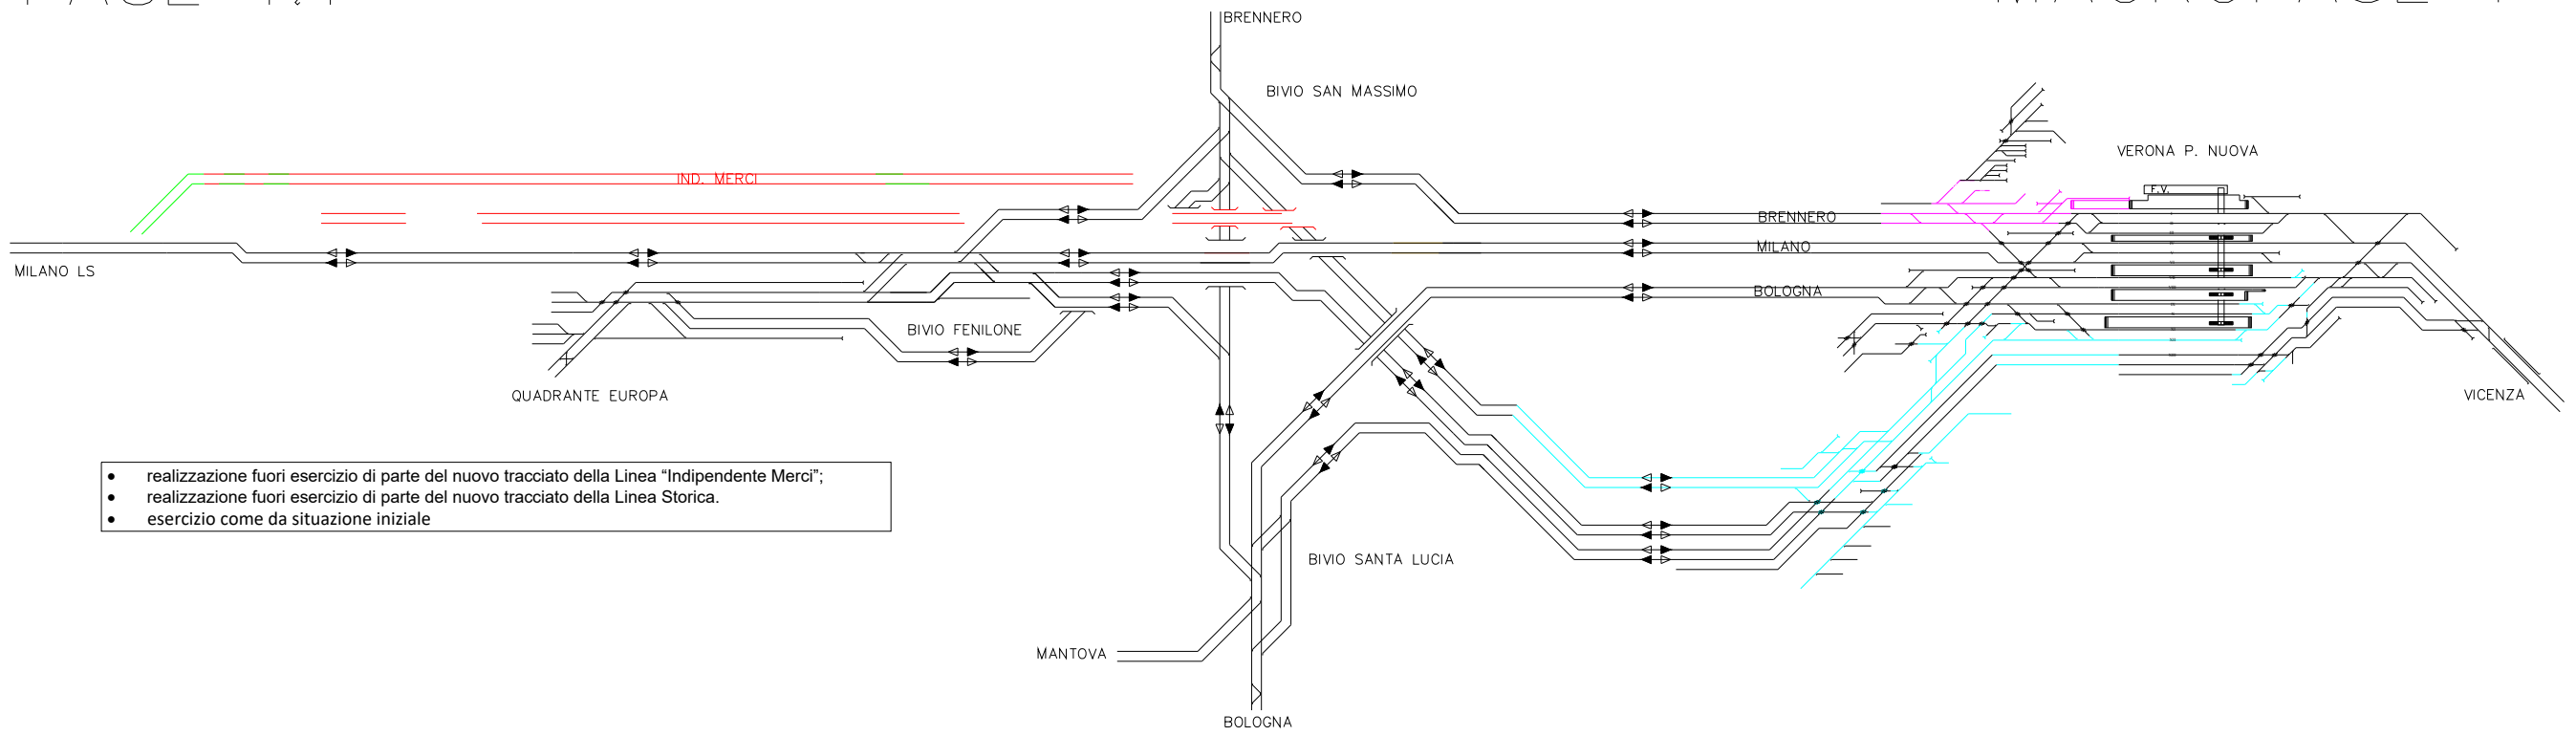 BRENNERO
BIVIO SAN MASSIMO
VERONA P. NUOVA
IND. MERCI
F.V.
BRENNERO
MILANO
MILANO LS
BOLOGNA
BIVIO FENILONE
QUADRANTE EUROPA
VICENZA
• realizzazione fuori esercizio di parte del nuovo tracciato della Linea “Indipendente Merci”;
• realizzazione fuori esercizio di parte del nuovo tracciato della Linea Storica.
• esercizio come da situazione iniziale
BIVIO SANTA LUCIA
MANTOVA
BOLOGNA